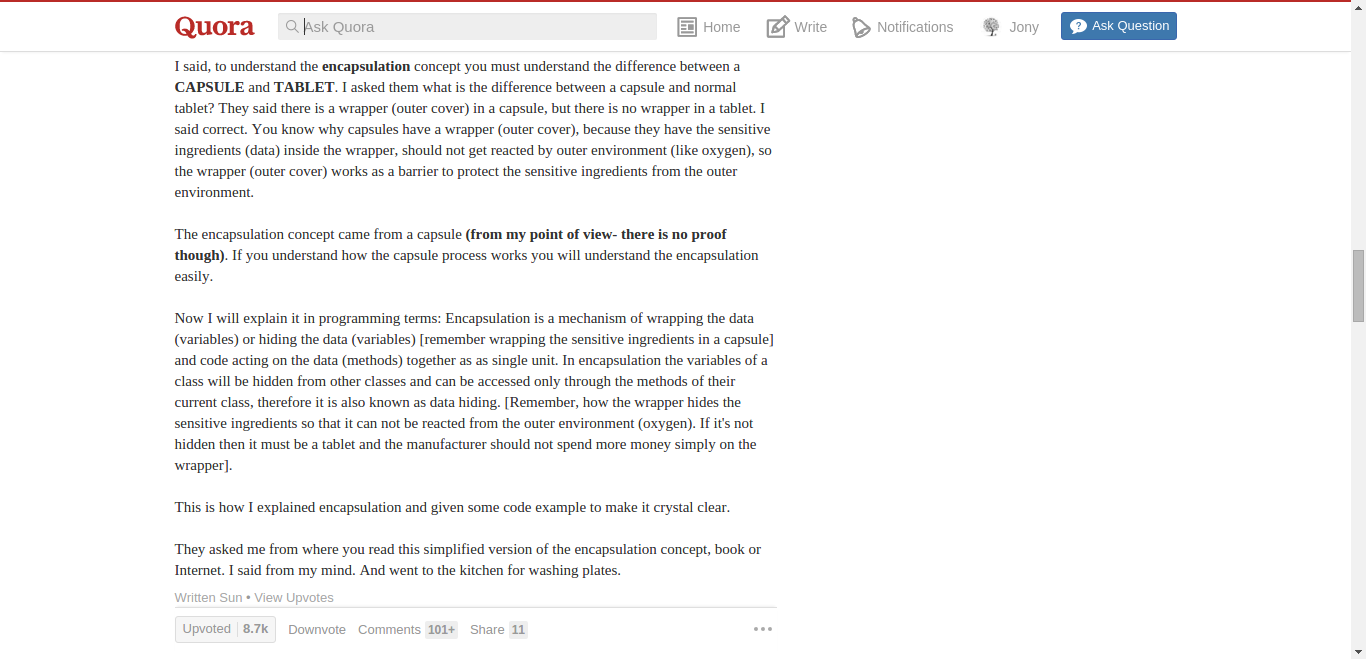 Quora
Ask Quora
Home
Write
Notifications
Jony
Ask Question
I said, to understand the encapsulation concept you must understand the difference between a
CAPSULE and TABLET. I asked them what is the difference between a capsule and normal
tablet? They said there is a wrapper (outer cover) in a capsule, but there is no wrapper in a tablet. I
said correct. You know why capsules have a wrapper (outer cover), because they have the sensitive
ingredients (data) inside the wrapper, should not get reacted by outer environment (like oxygen), so
the wrapper (outer cover) works as a barrier to protect the sensitive ingredients from the outer
environment.
The encapsulation concept came from a capsule (from my point of view- there is no proof
though). If you understand how the capsule process works you will understand the encapsulation
easily.
Now I will explain it in programming terms: Encapsulation is a mechanism of wrapping the data
(variables) or hiding the data (variables) [remember wrapping the sensitive ingredients in a capsule]
and code acting on the data (methods) together as as single unit. In encapsulation the variables of a
class will be hidden from other classes and can be accessed only through the methods of their
current class, therefore it is also known as data hiding. [Remember, how the wrapper hides the
sensitive ingredients so that it can not be reacted from the outer environment (oxygen). If it's not
hidden then it must be a tablet and the manufacturer should not spend more money simply on the
wrapper].
This is how I explained encapsulation and given some code example to make it crystal clear.
They asked me from where you read this simplified version of the encapsulation concept, book or
Internet. I said from my mind. And went to the kitchen for washing plates.
Written Sun • View Upvotes
Upvoted 8.7k Downvote Comments 101+ Share 11